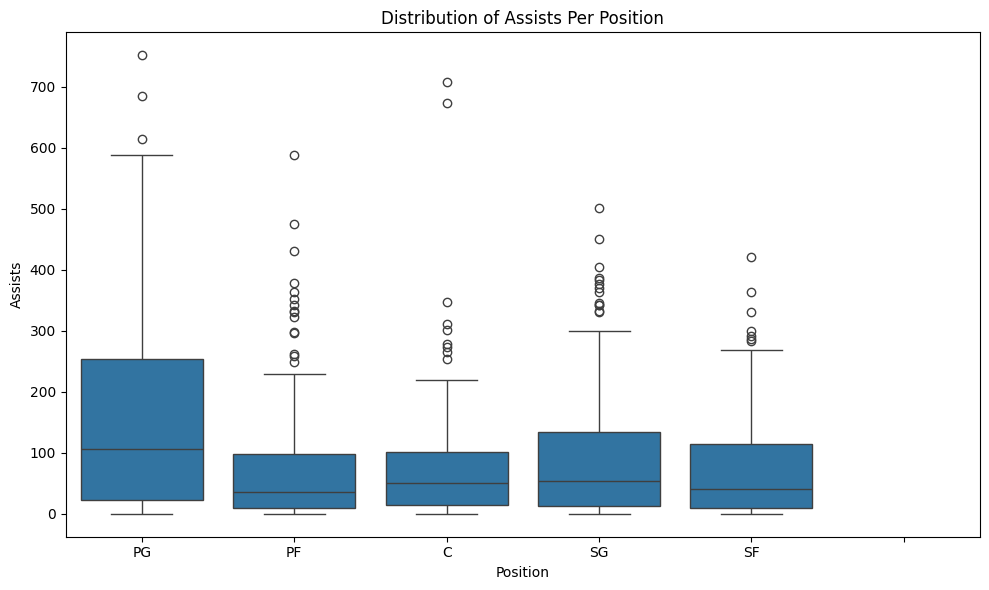 Distribution of Assists Per Position
Assists
700
600
500
400
300
200
100
0
PG PF C SG SF
Position